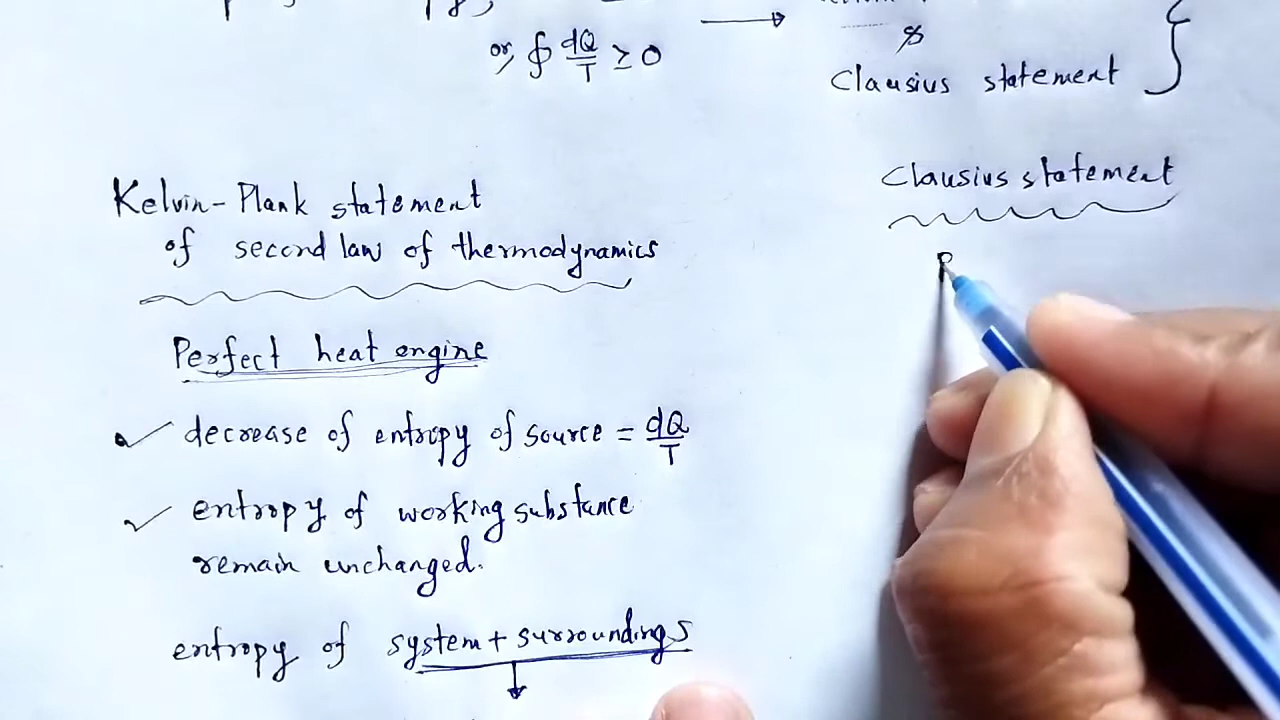 or, ∮ dQ/T ≥ 0
&
Clausius statement
Kelvin-Plank statement
of second law of thermodynamics
Perfect heat engine
decrease of entropy of source = dQ/T
entropy of working substance
remain unchanged.
entropy of system + surroundings
Clausius statement
P